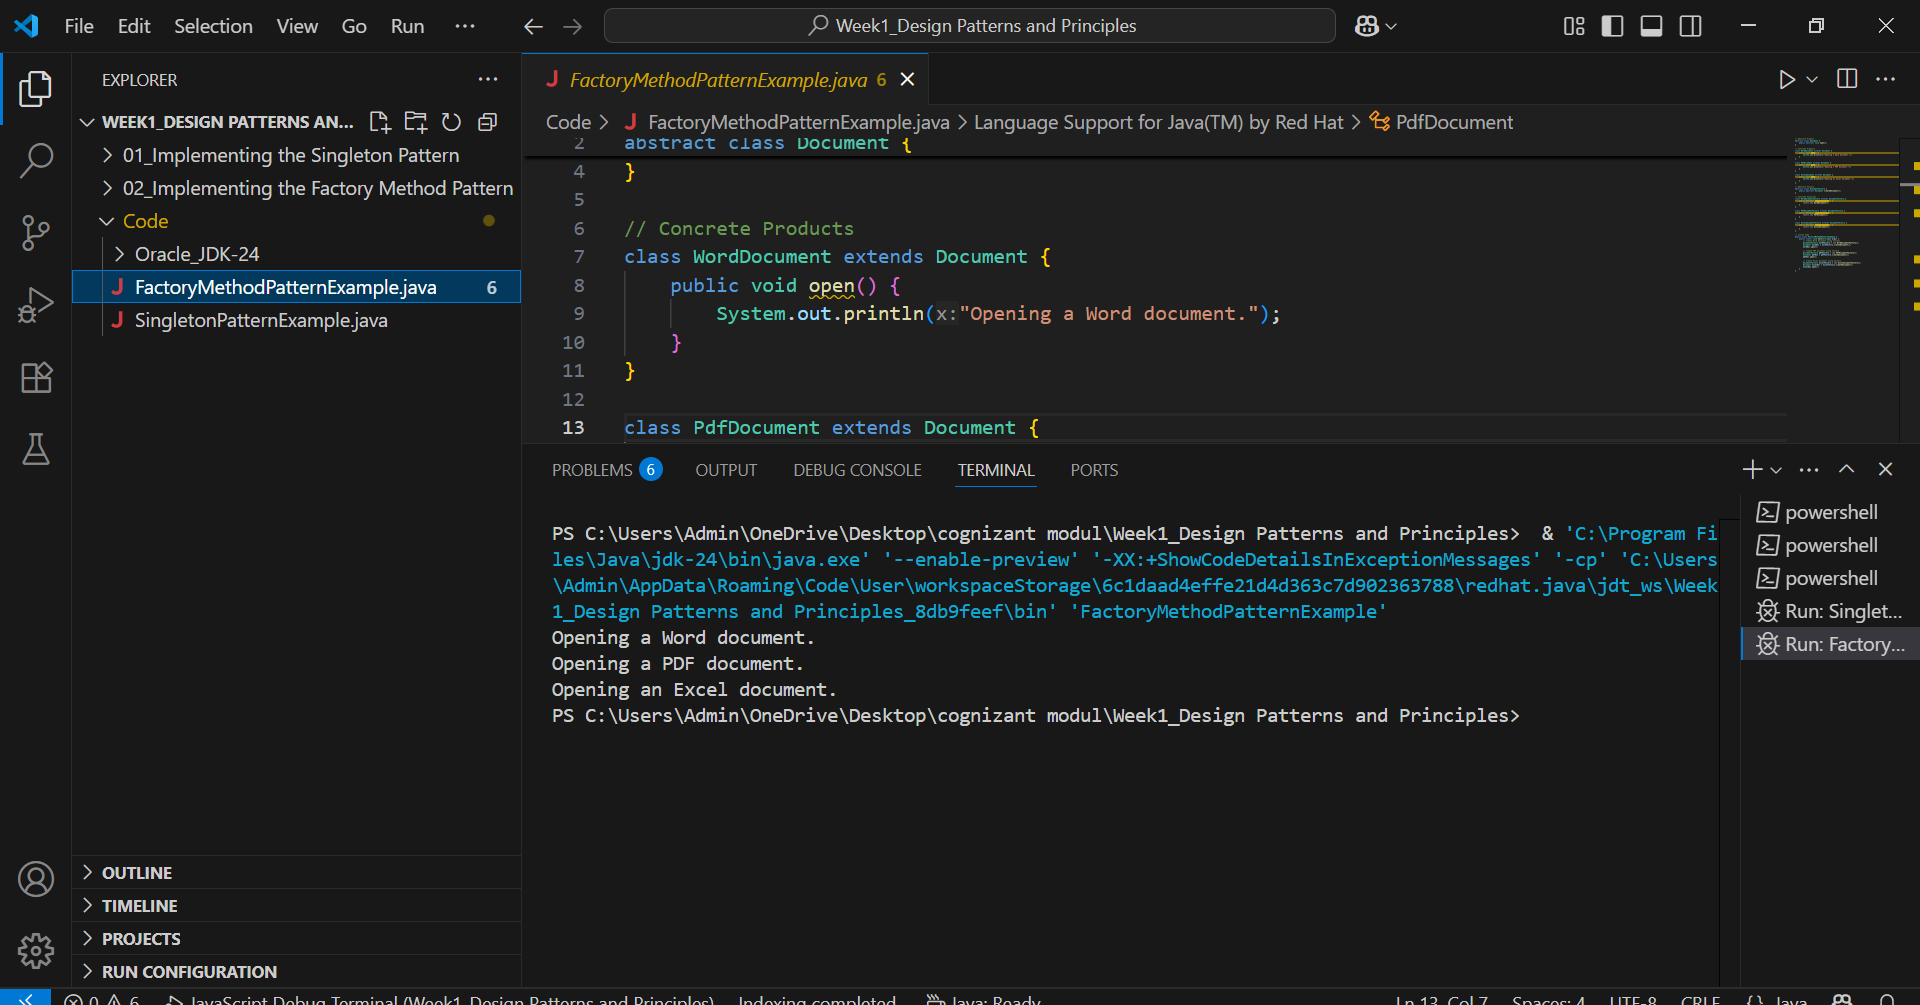 File Edit Selection View Go Run ...
Week1_Design Patterns and Principles
EXPLORER
WEEK1_DESIGN PATTERNS AN...
01_Implementing the Singleton Pattern
02_Implementing the Factory Method Pattern
Code
Oracle_JDK-24
J FactoryMethodPatternExample.java 6
J SingletonPatternExample.java
OUTLINE
TIMELINE
PROJECTS
RUN CONFIGURATION
J FactoryMethodPatternExample.java 6
Code > J FactoryMethodPatternExample.java > Language Support for Java(TM) by Red Hat > PdfDocument
2 abstract class Document {
4 }
5
6 // Concrete Products
7 class WordDocument extends Document {
8 public void open() {
9 System.out.println(x:"Opening a Word document.");
10 }
11 }
12
13 class PdfDocument extends Document {
PROBLEMS 6 OUTPUT DEBUG CONSOLE TERMINAL PORTS
PS C:\Users\Admin\OneDrive\Desktop\cognizant modul\Week1_Design Patterns and Principles> & 'C:\Program Fi
les\Java\jdk-24\bin\java.exe' '--enable-preview' '-XX:+ShowCodeDetailsInExceptionMessages' '-cp' 'C:\Users
\Admin\AppData\Roaming\Code\User\workspaceStorage\6c1daad4effe21d4d363c7d902363788\redhat.java\jdt_ws\Week
1_Design Patterns and Principles_8db9feef\bin' 'FactoryMethodPatternExample'
Opening a Word document.
Opening a PDF document.
Opening an Excel document.
PS C:\Users\Admin\OneDrive\Desktop\cognizant modul\Week1_Design Patterns and Principles>
powershell
powershell
powershell
Run: Singlet...
Run: Factory...
0 6 JavaScript Debug Terminal (Week1_Design Patterns and Principles) Indexing completed Java: Ready Ln 13, Col 7 Spaces: 4 UTF-8 CRLF {} Java